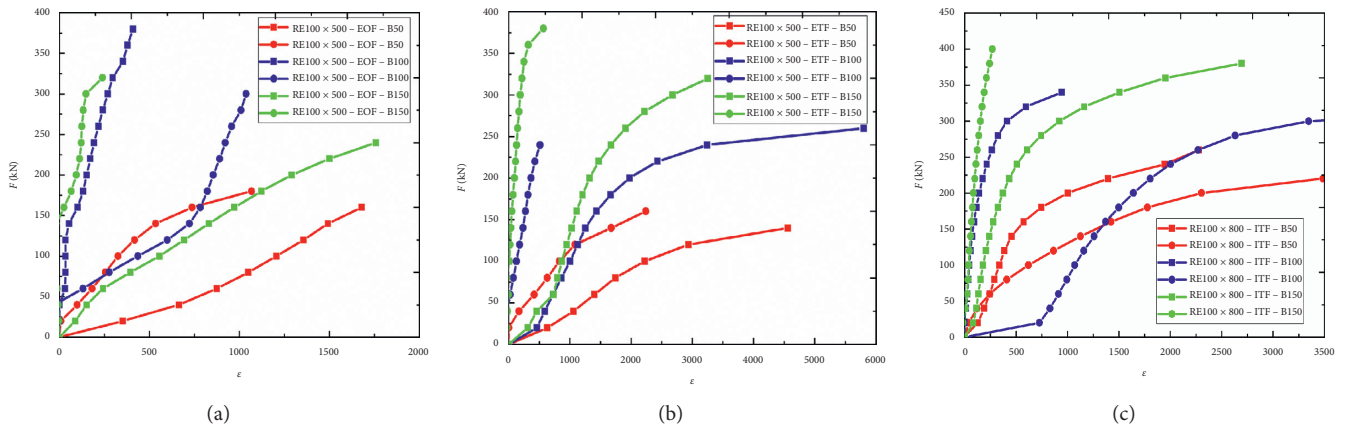 400
350
300
250
200
150
100
50
0
F (kN)
0
500
1000
1500
2000
ε
RE100 × 500 – EOF – B50
RE100 × 500 – EOF – B50
RE100 × 500 – EOF – B100
RE100 × 500 – EOF – B100
RE100 × 500 – EOF – B150
RE100 × 500 – EOF – B150
(a)
400
350
300
250
200
150
100
50
0
F (kN)
0
1000
2000
3000
4000
5000
6000
ε
RE100 × 500 – ETF – B50
RE100 × 500 – ETF – B50
RE100 × 500 – ETF – B100
RE100 × 500 – ETF – B100
RE100 × 500 – ETF – B150
RE100 × 500 – ETF – B150
(b)
450
400
350
300
250
200
150
100
50
0
F (kN)
0
500
1000
1500
2000
2500
3000
3500
ε
RE100 × 800 – ITF – B50
RE100 × 800 – ITF – B50
RE100 × 800 – ITF – B100
RE100 × 800 – ITF – B100
RE100 × 800 – ITF – B150
RE100 × 800 – ITF – B150
(c)